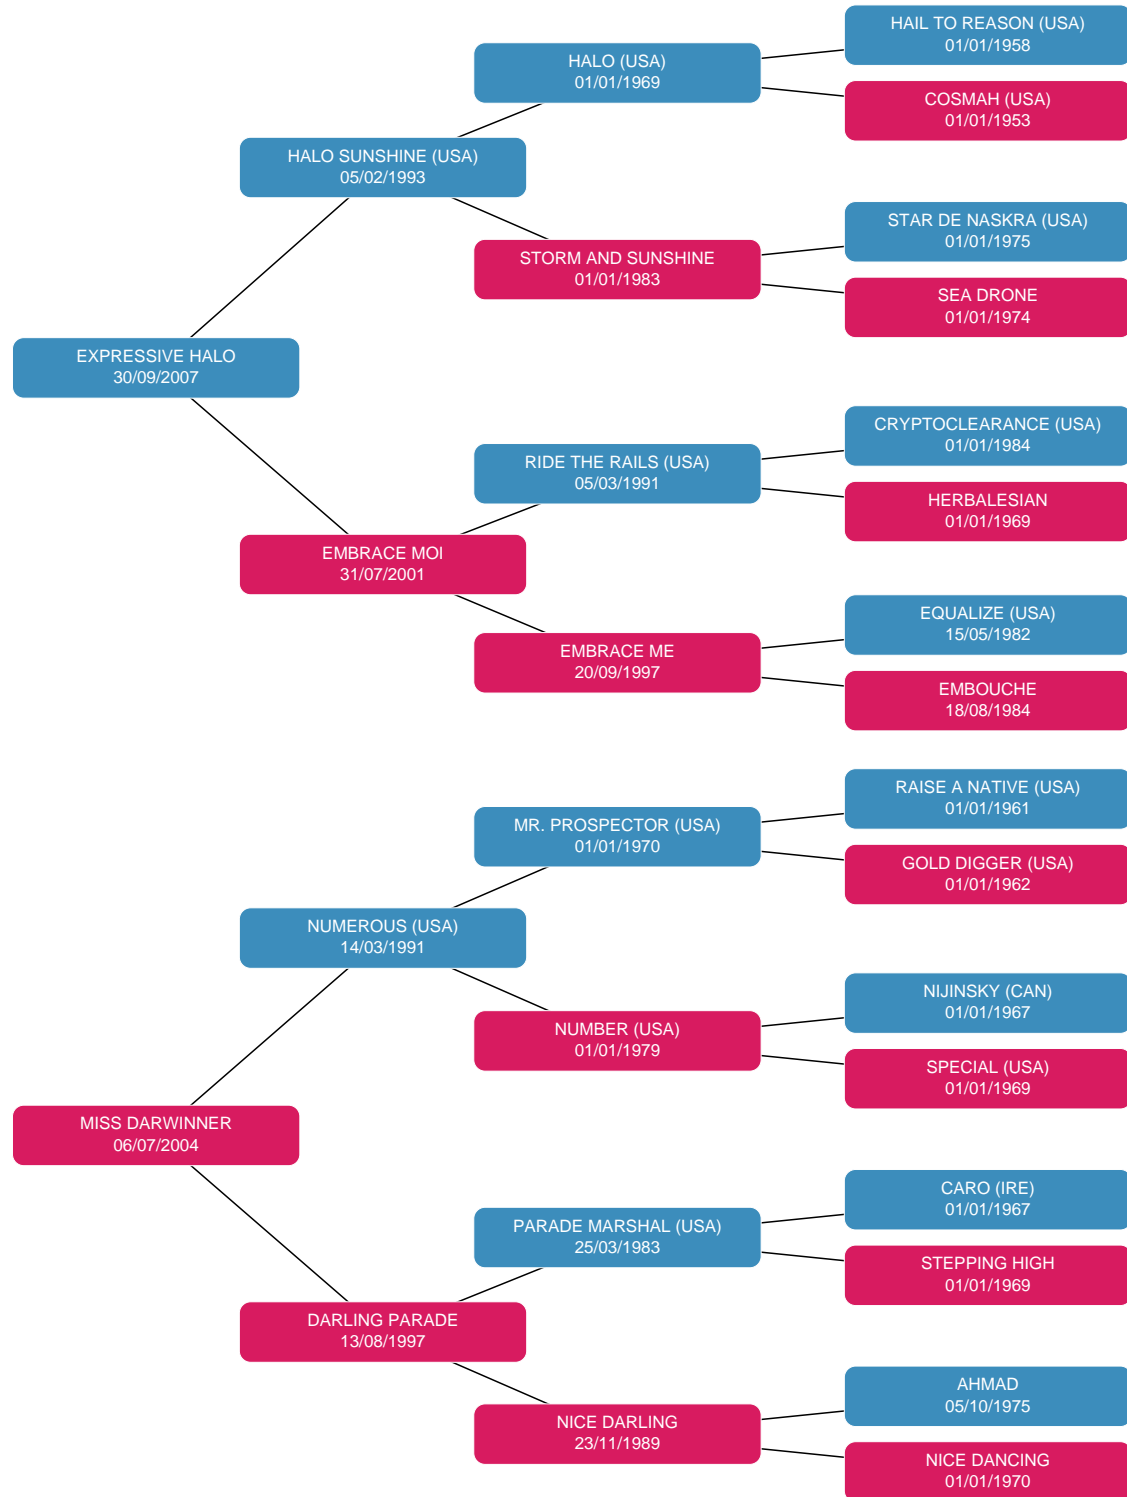 HAIL TO REASON (USA)
01/01/1958
HALO (USA)
01/01/1969
COSMAH (USA)
01/01/1953
HALO SUNSHINE (USA)
05/02/1993
STAR DE NASKRA (USA)
01/01/1975
STORM AND SUNSHINE
01/01/1983
SEA DRONE
01/01/1974
EXPRESSIVE HALO
30/09/2007
CRYPTOCLEARANCE (USA)
01/01/1984
RIDE THE RAILS (USA)
05/03/1991
HERBALESIAN
01/01/1969
EMBRACE MOI
31/07/2001
EQUALIZE (USA)
15/05/1982
EMBRACE ME
20/09/1997
EMBOUCHE
18/08/1984
RAISE A NATIVE (USA)
01/01/1961
MR. PROSPECTOR (USA)
01/01/1970
GOLD DIGGER (USA)
01/01/1962
NUMEROUS (USA)
14/03/1991
NIJINSKY (CAN)
01/01/1967
NUMBER (USA)
01/01/1979
SPECIAL (USA)
01/01/1969
MISS DARWINNER
06/07/2004
CARO (IRE)
01/01/1967
PARADE MARSHAL (USA)
25/03/1983
STEPPING HIGH
01/01/1969
DARLING PARADE
13/08/1997
AHMAD
05/10/1975
NICE DARLING
23/11/1989
NICE DANCING
01/01/1970